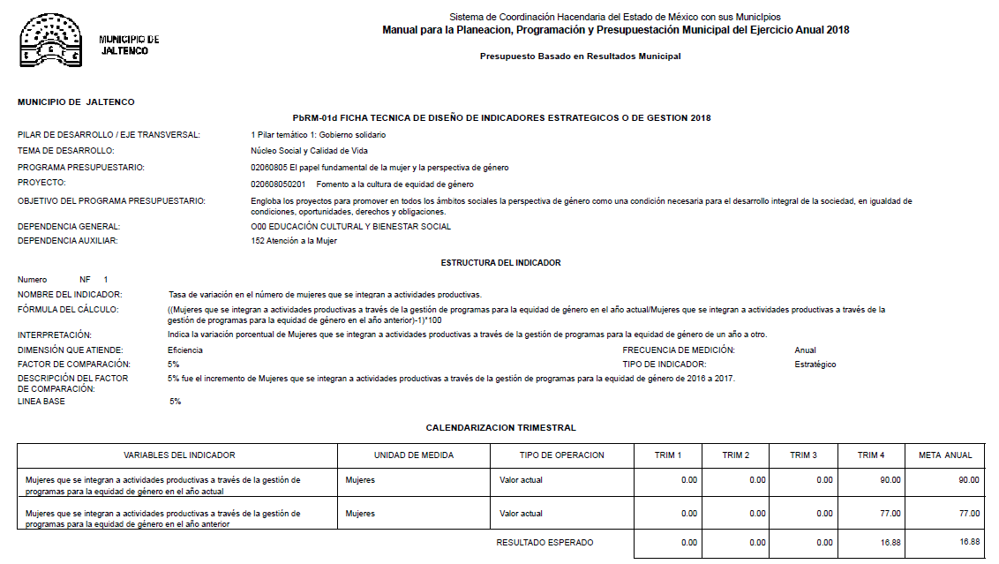 Sistema de Coordinación Hacendaria del Estado de México con sus Municlpios
Manual para la Planeacion, Programación y Presupuestación Municipal del Ejercicio Anual 2018
MUNICIPIO DE
JALTENCO
Presupuesto Basado en Resultados Municipal
MUNICIPIO DE JALTENCO
PbRM-01d FICHA TECNICA DE DISEÑO DE INDICADORES ESTRATEGICOS O DE GESTION 2018
PILAR DE DESARROLLO / EJE TRANSVERSAL: 1 Pilar temático 1: Gobierno solidario
TEMA DE DESARROLLO: Núcleo Social y Calidad de Vida
PROGRAMA PRESUPUESTARIO: 02060805 El papel fundamental de la mujer y la perspectiva de género
PROYECTO: 020608050201 Fomento a la cultura de equidad de género
OBJETIVO DEL PROGRAMA PRESUPUESTARIO: Engloba los proyectos para promover en todos los ámbitos sociales la perspectiva de género como una condición necesaria para el desarrollo integral de la sociedad, en igualdad de
condiciones, oportunidades, derechos y obligaciones.
DEPENDENCIA GENERAL: O00 EDUCACIÓN CULTURAL Y BIENESTAR SOCIAL
DEPENDENCIA AUXILIAR: 152 Atención a la Mujer
ESTRUCTURA DEL INDICADOR
Numero NF 1
NOMBRE DEL INDICADOR: Tasa de variación en el número de mujeres que se integran a actividades productivas.
FÓRMULA DEL CÁLCULO: ((Mujeres que se integran a actividades productivas a través de la gestión de programas para la equidad de género en el año actual/Mujeres que se integran a actividades productivas a través de la
gestión de programas para la equidad de género en el año anterior)-1)*100
INTERPRETACIÓN: Indica la variación porcentual de Mujeres que se integran a actividades productivas a través de la gestión de programas para la equidad de género de un año a otro.
DIMENSIÓN QUE ATIENDE: Eficiencia FRECUENCIA DE MEDICIÓN: Anual
FACTOR DE COMPARACIÓN: 5% TIPO DE INDICADOR: Estratégico
DESCRIPCIÓN DEL FACTOR 5% fue el incremento de Mujeres que se integran a actividades productivas a través de la gestión de programas para la equidad de género de 2016 a 2017.
DE COMPARACIÓN:
LINEA BASE 5%
CALENDARIZACION TRIMESTRAL
VARIABLES DEL INDICADOR UNIDAD DE MEDIDA TIPO DE OPERACION TRIM 1 TRIM 2 TRIM 3 TRIM 4 META ANUAL
Mujeres que se integran a actividades productivas a través de la gestión de Mujeres Valor actual 0.00 0.00 0.00 90.00 90.00
programas para la equidad de género en el año actual
Mujeres que se integran a actividades productivas a través de la gestión de Mujeres Valor actual 0.00 0.00 0.00 77.00 77.00
programas para la equidad de género en el año anterior
RESULTADO ESPERADO 0.00 0.00 0.00 16.88 16.88